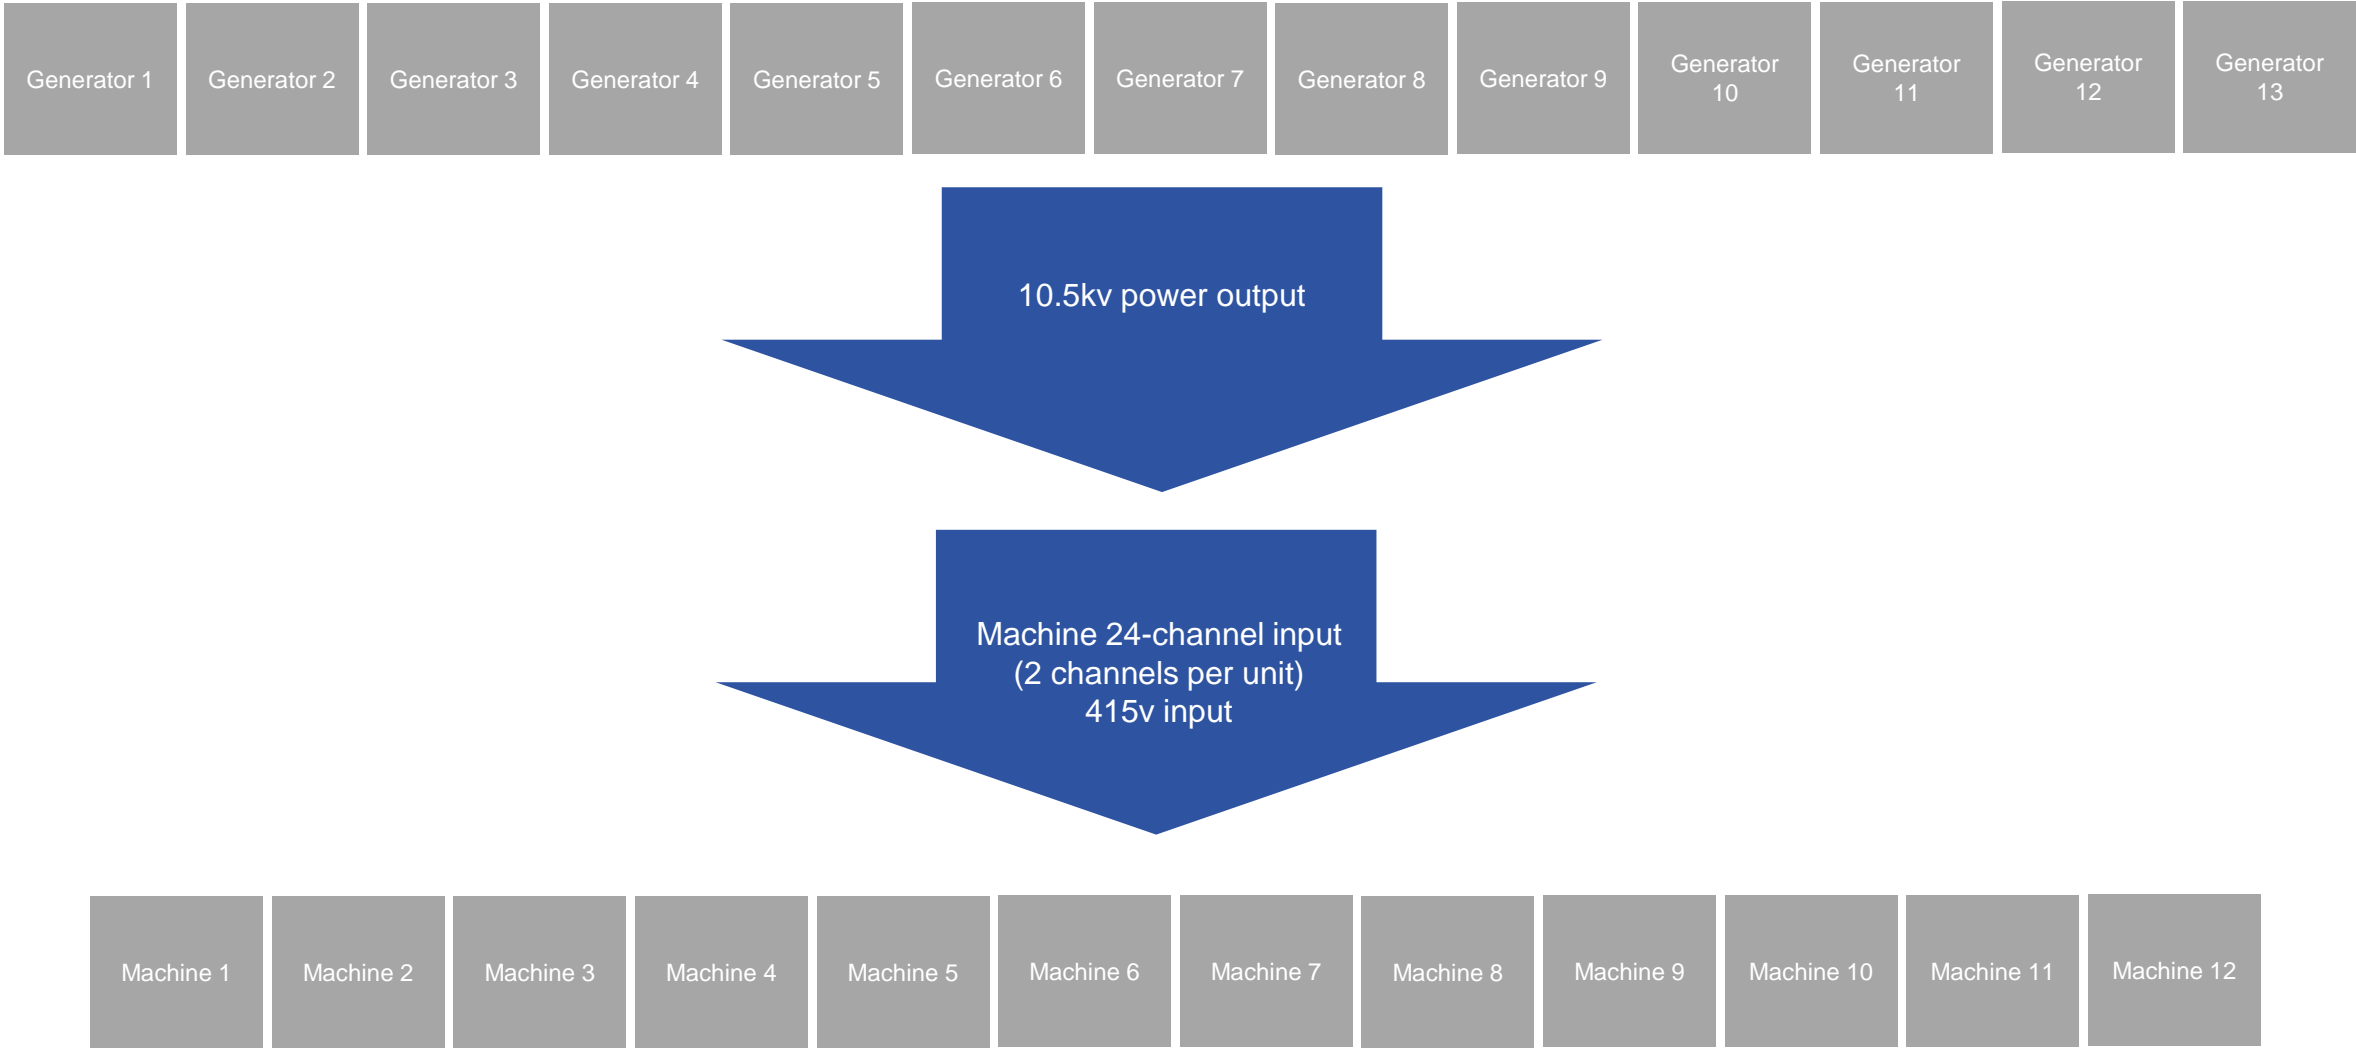 Generator 1
Generator 2
Generator 3
Generator 4
Generator 5
Generator 6
Generator 7
Generator 8
Generator 9
Generator
10
Generator
11
Generator
12
Generator
13
10.5kv power output
Machine 24-channel input
(2 channels per unit)
415v input
Machine 1
Machine 2
Machine 3
Machine 4
Machine 5
Machine 6
Machine 7
Machine 8
Machine 9
Machine 10
Machine 11
Machine 12